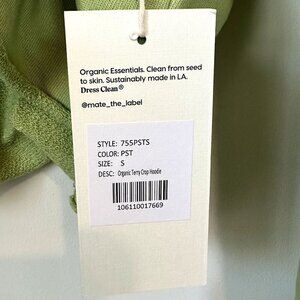 Organic Essentials. Clean from seed
to skin. Sustainably made in LA.
Dress Clean®
@mate_the_label
STYLE: 755PSTS
COLOR: PST
SIZE: S
DESC: Organic Terry Crop Hoodie
106110017669